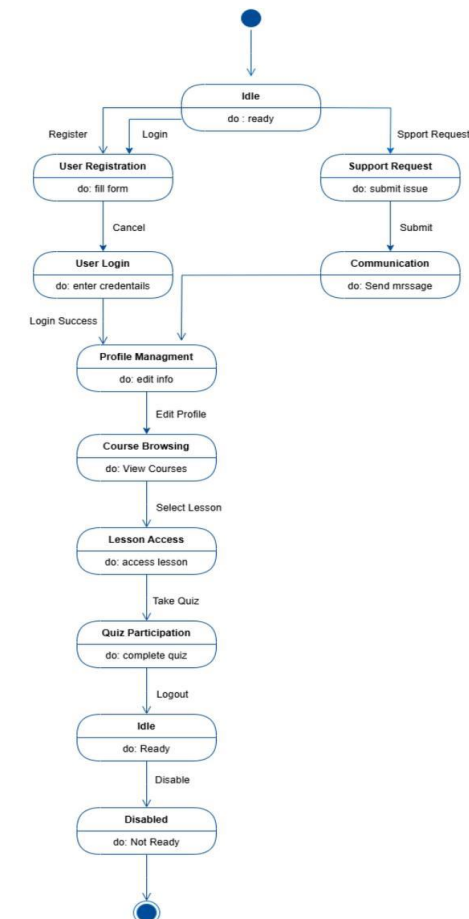 Idle
do : ready
Register
Login
Spport Request
User Registration
do: fill form
Support Request
do: submit issue
Cancel
Submit
User Login
do: enter credentails
Communication
do: Send mrssage
Login Success
Profile Managment
do: edit info
Edit Profile
Course Browsing
do: View Courses
Select Lesson
Lesson Access
do: access lesson
Take Quiz
Quiz Participation
do: complete quiz
Logout
Idle
do: Ready
Disable
Disabled
do: Not Ready